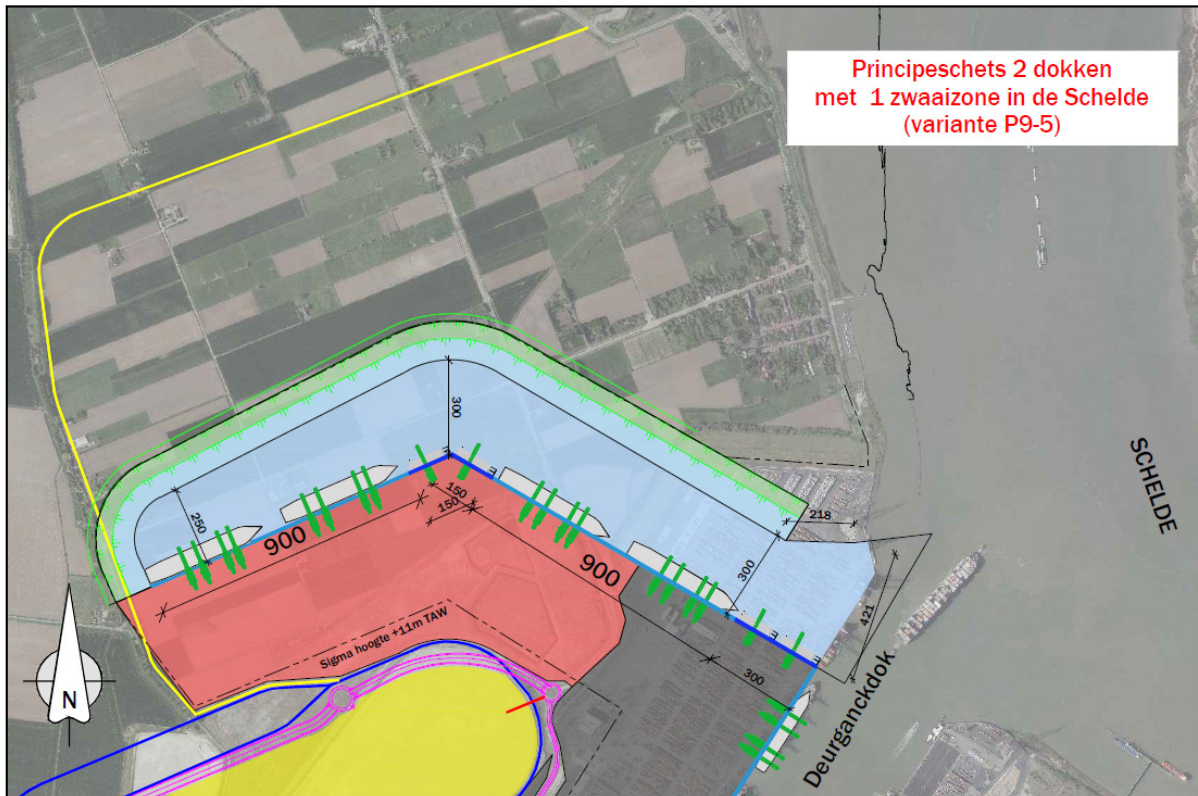 Principeschets 2 dokken
met 1 zwaaizone in de Schelde
(variante P9-5)
300
SCHELDE
150
150
250
900
218
900
300
421
Sigma hoogte +11m TAW
300
Deurganckdok
N